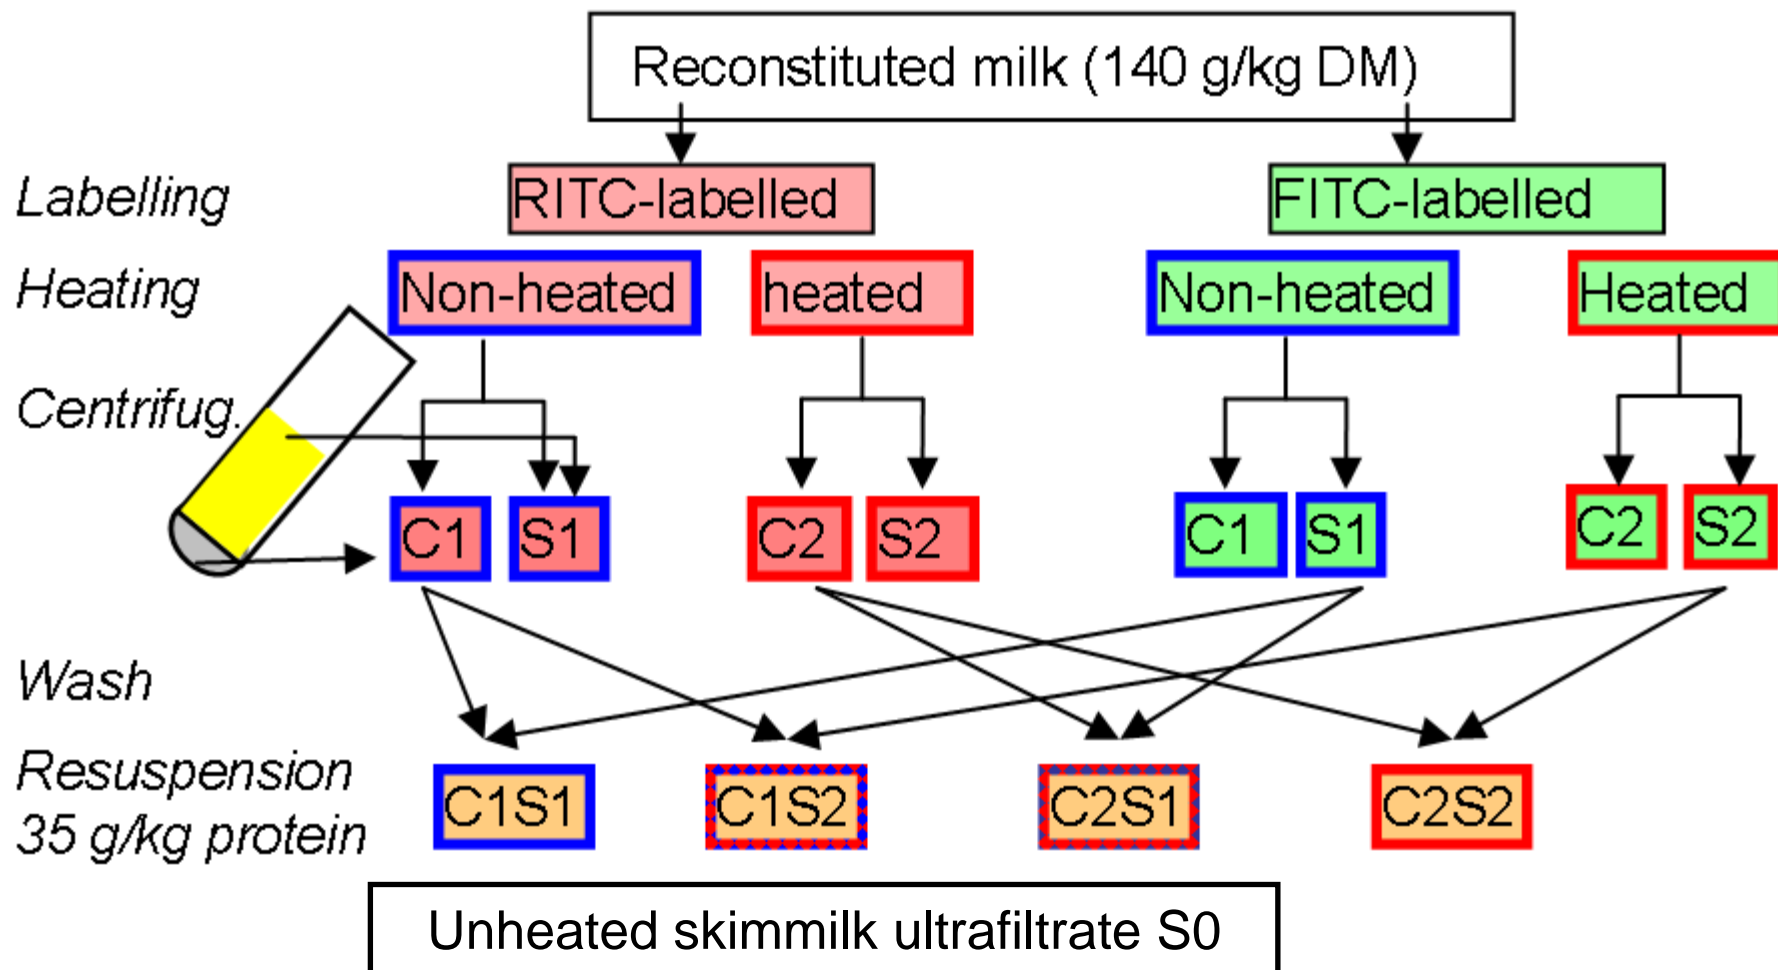 Reconstituted milk (140 g/kg DM)
Labelling
RITC-labelled
FITC-labelled
Heating
Non-heated
heated
Non-heated
Heated
Centrifug.
C1
S1
C2
S2
C1
S1
C2
S2
Wash
Resuspension
35 g/kg protein
C1S1
C1S2
C2S1
C2S2
Unheated skimmilk ultrafiltrate S0